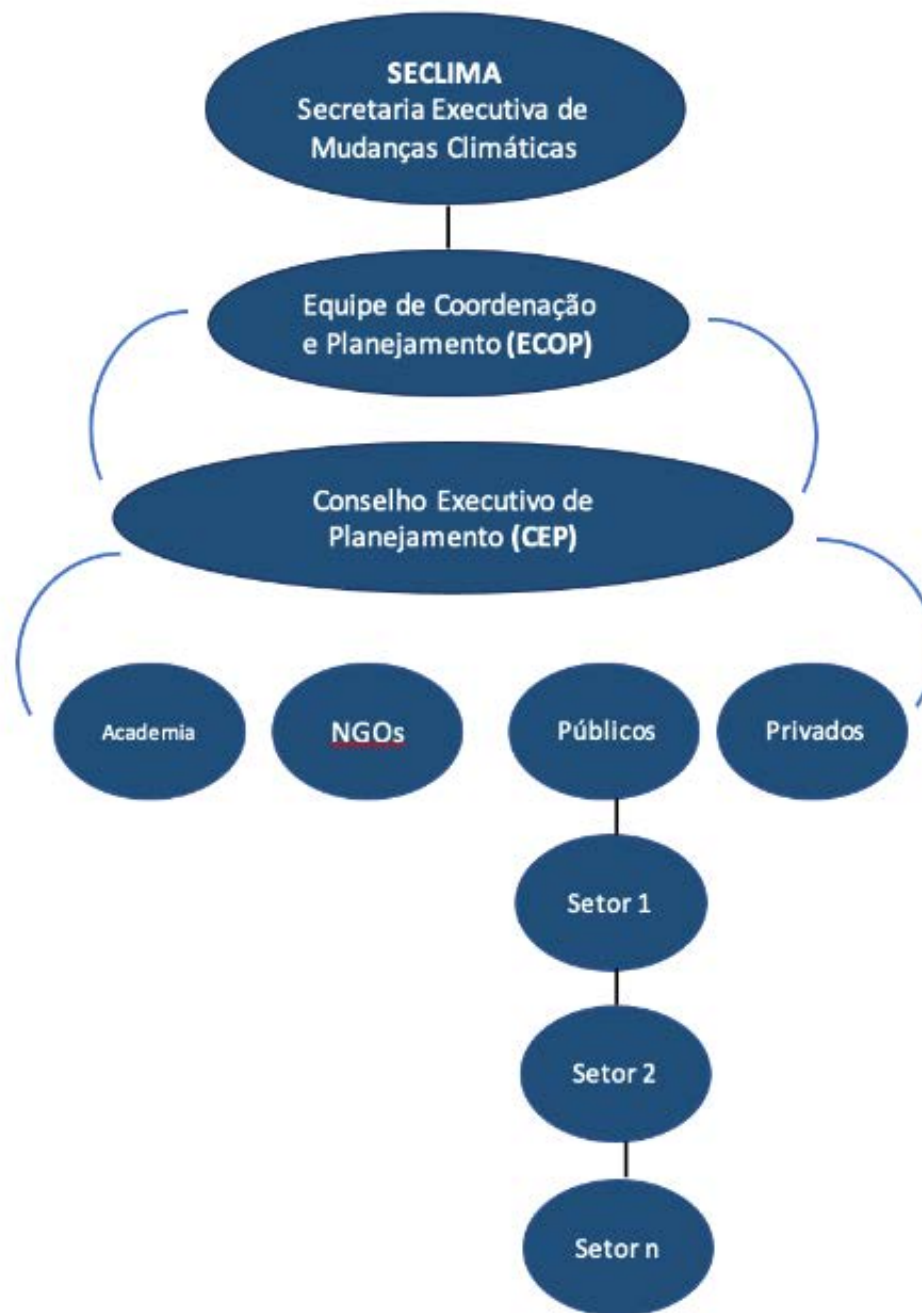 SECLIMA
Secretaria Executiva de
Mudanças Climáticas
Equipe de Coordenação
e Planejamento (ECOP)
Conselho Executivo de
Planejamento (CEP)
Academia
NGOs
Públicos
Privados
Setor 1
Setor 2
Setor n